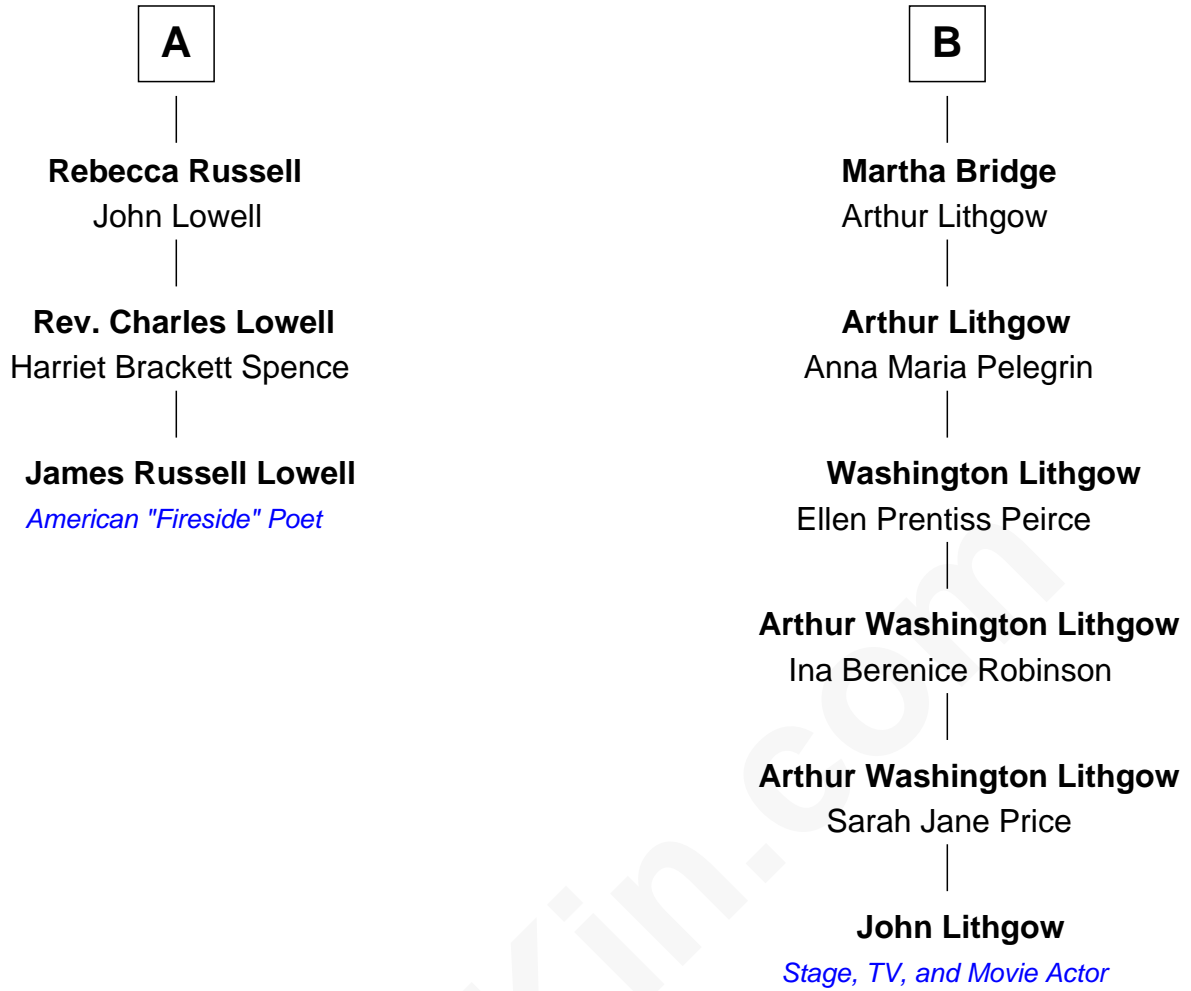 A
Rebecca Russell
John Lowell
Rev. Charles Lowell
Harriet Brackett Spence
James Russell Lowell
American "Fireside" Poet
B
Martha Bridge
Arthur Lithgow
Arthur Lithgow
Anna Maria Pelegrin
Washington Lithgow
Ellen Prentiss Peirce
Arthur Washington Lithgow
Ina Berenice Robinson
Arthur Washington Lithgow
Sarah Jane Price
John Lithgow
Stage, TV, and Movie Actor
Kin.com